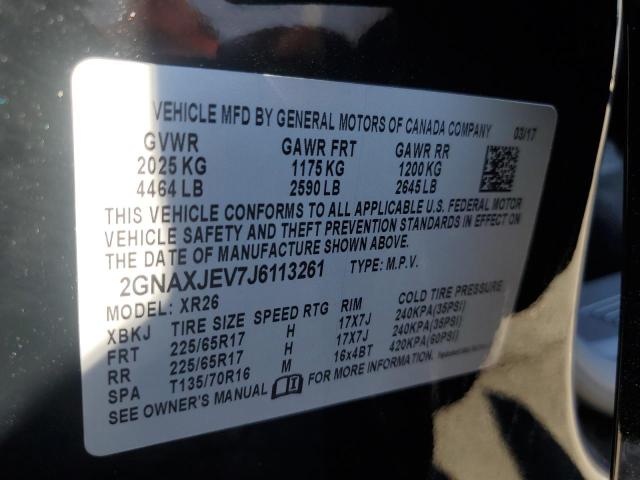 VEHICLE MFD BY GENERAL MOTORS OF CANADA COMPANY 03/17
GVWR GAWR FRT GAWR RR
2025 KG 1175 KG 1200 KG
4464 LB 2590 LB 2645 LB
THIS VEHICLE CONFORMS TO ALL APPLICABLE U.S. FEDERAL MOTOR
VEHICLE SAFETY AND THEFT PREVENTION STANDARDS IN EFFECT ON
THE DATE OF MANUFACTURE SHOWN ABOVE.
2GNAXJEV7J6113261 TYPE: M.P.V.
MODEL: XR26
XBKJ TIRE SIZE SPEED RTG RIM COLD TIRE PRESSURE
FRT 225/65R17 H 17X7J 240KPA(35PSI)
RR 225/65R17 H 17X7J 240KPA(35PSI)
SPA T135/70R16 M 16x4BT 420KPA(60PSI)
SEE OWNER'S MANUAL FOR MORE INFORMATION.